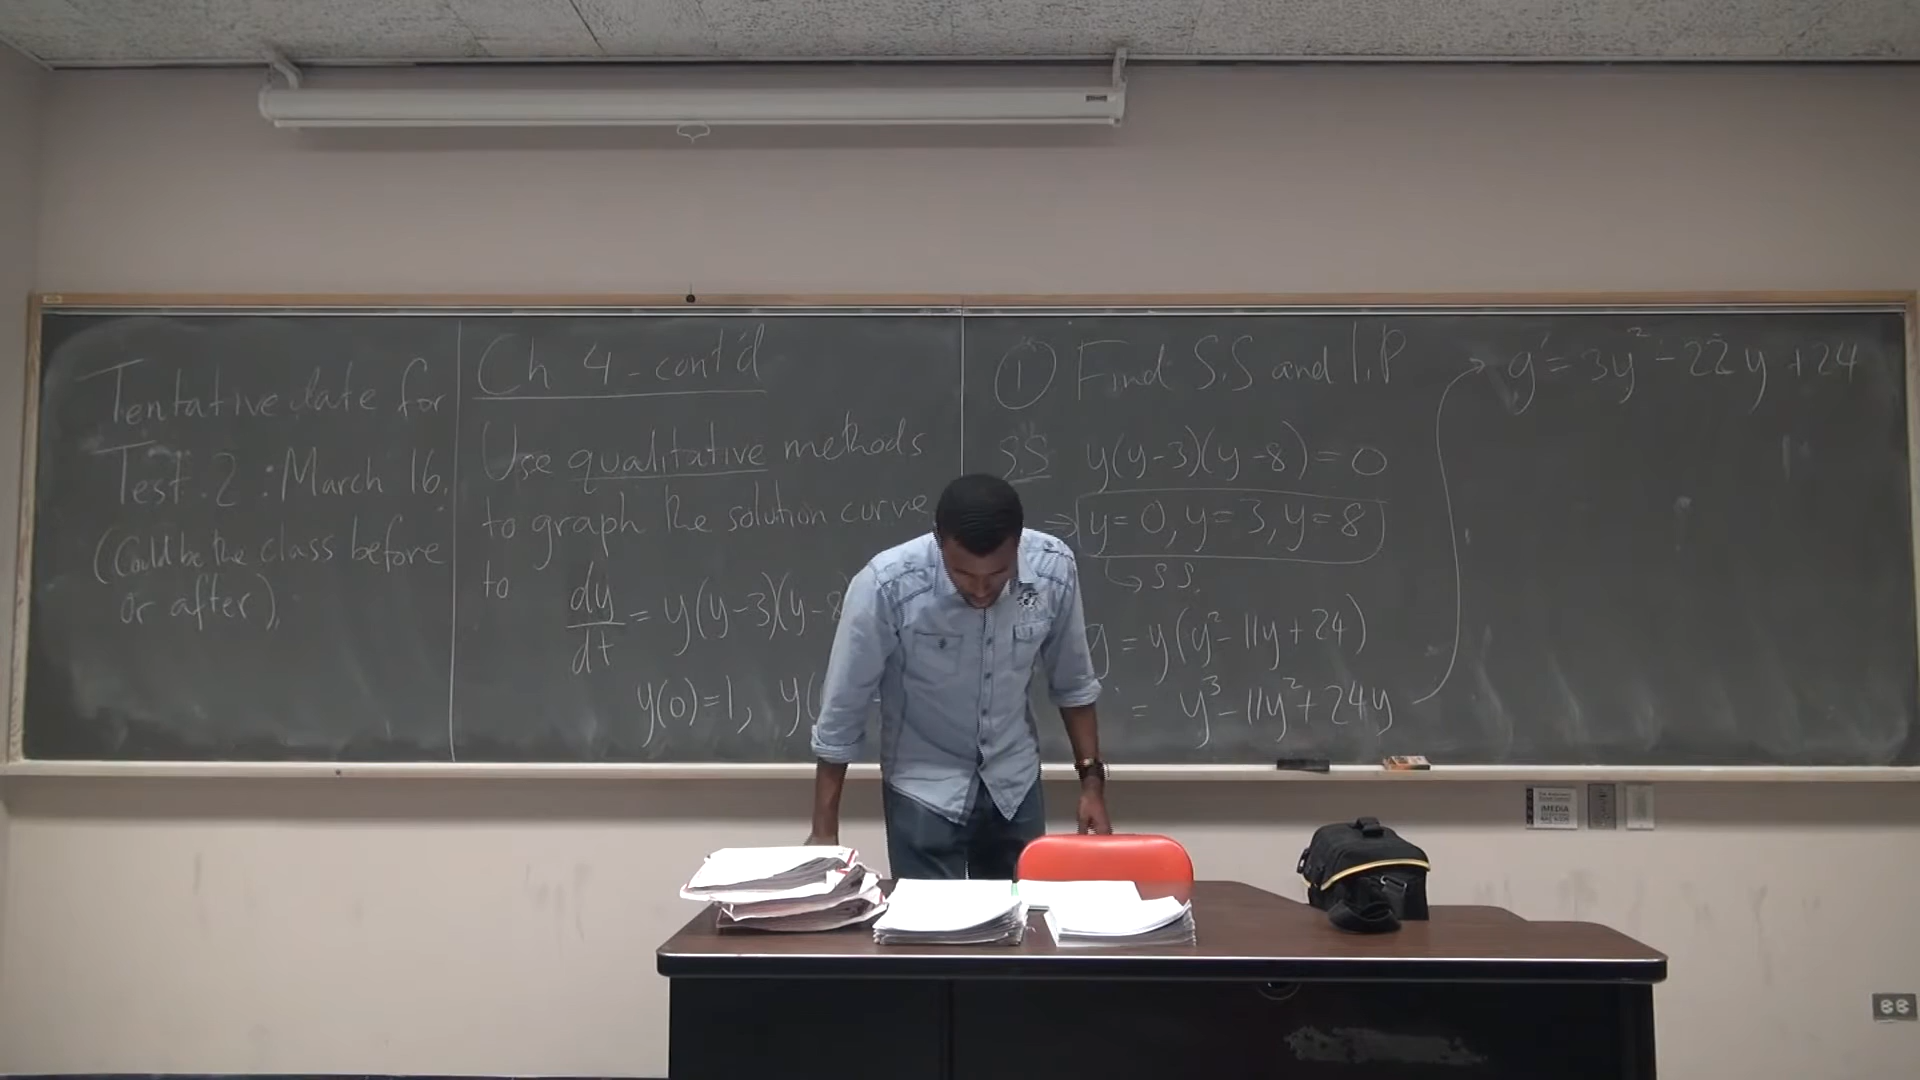 Tentative date for
Test 2 : March 16.
(Could be the class before
or after).
Ch 4 - cont'd
Use qualitative methods
to graph the solution curve
to
dy/dt = y(y-3)(y-8
y(0)=1, y(
① Find S.S and I.P
S.S y(y-3)(y-8)=0
⇒ y=0, y=3, y=8
↳ S.S.
g = y(y²-11y+24)
= y³-11y²+24y
→ g'=3y²-22y+24
IMEDIA